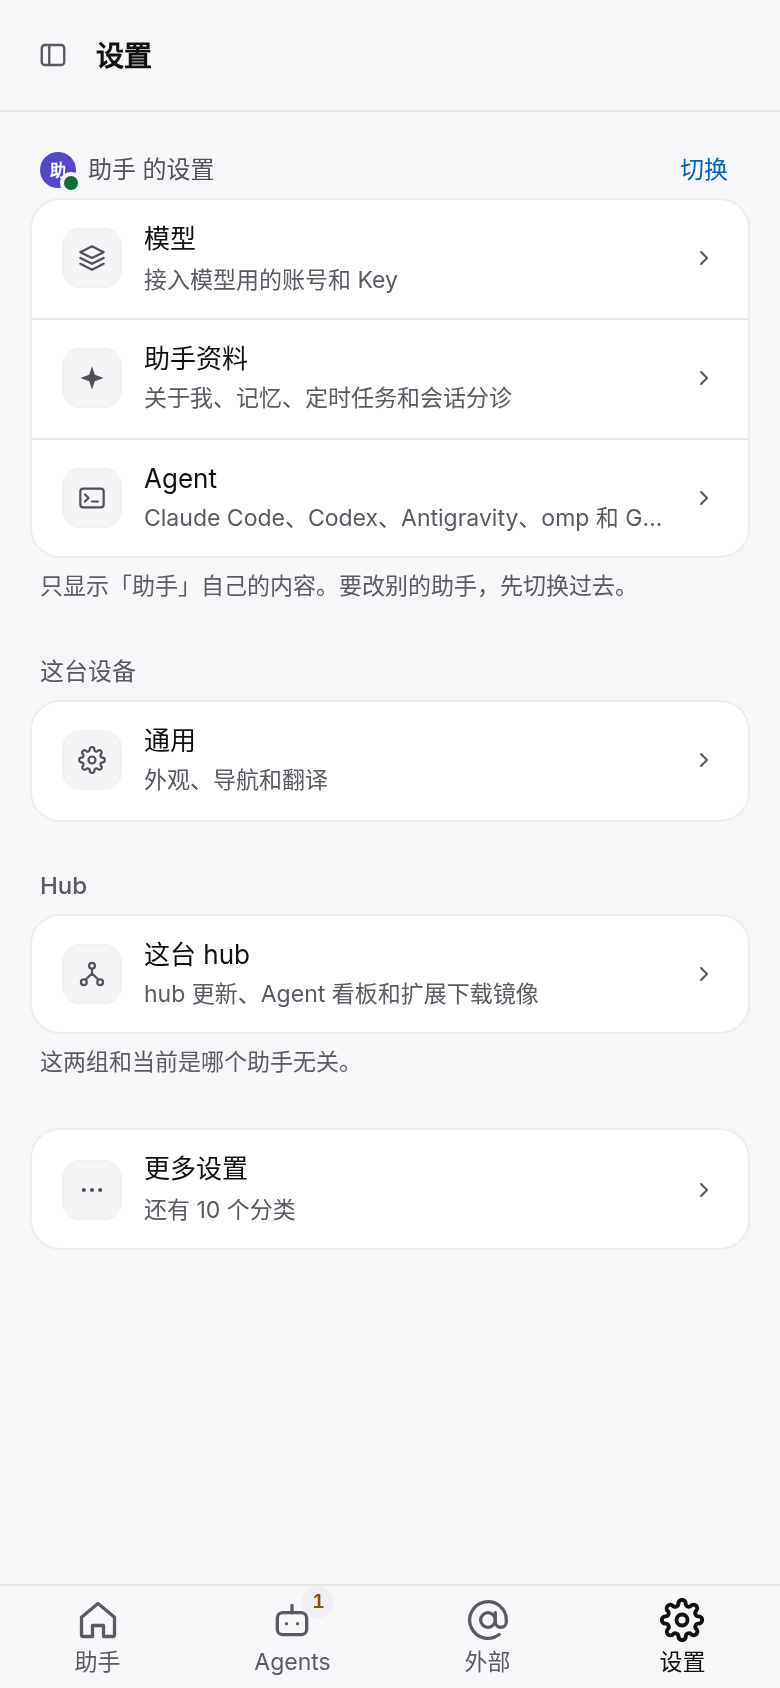 设置
助
助手 的设置
切换
模型
接入模型用的账号和 Key
助手资料
关于我、记忆、定时任务和会话分诊
Agent
Claude Code、Codex、Antigravity、omp 和 G...
只显示「助手」自己的内容。要改别的助手，先切换过去。
这台设备
通用
外观、导航和翻译
Hub
这台 hub
hub 更新、Agent 看板和扩展下载镜像
这两组和当前是哪个助手无关。
更多设置
还有 10 个分类
1
助手
Agents
外部
设置